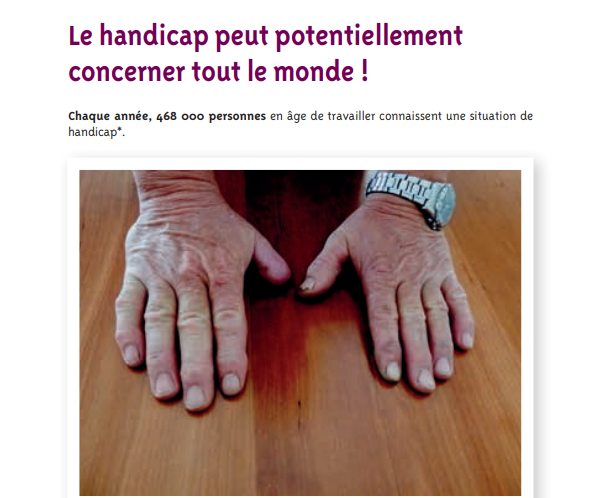 Le handicap peut potentiellement
concerner tout le monde !
Chaque année, 468 000 personnes en âge de travailler connaissent une situation de
handicap*.